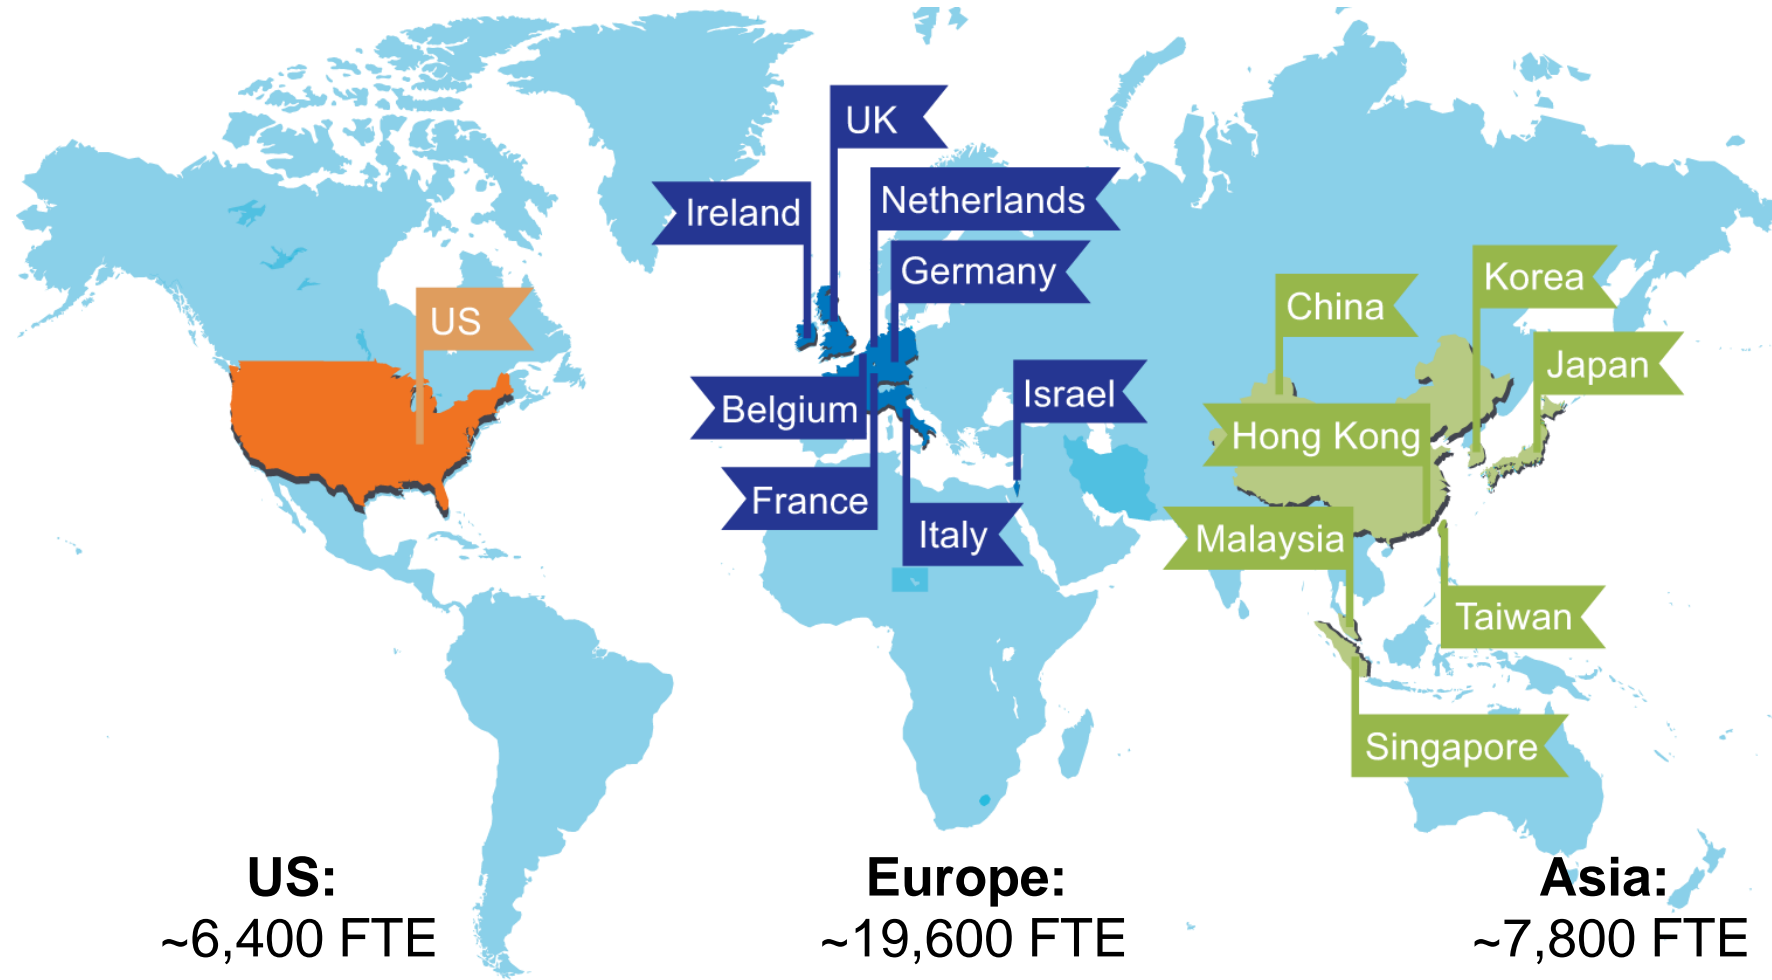 UK
Ireland
Netherlands
Germany
US
Belgium
France
Italy
Israel
China
Korea
Japan
Hong Kong
Malaysia
Taiwan
Singapore
US:
~6,400 FTE
Europe:
~19,600 FTE
Asia:
~7,800 FTE